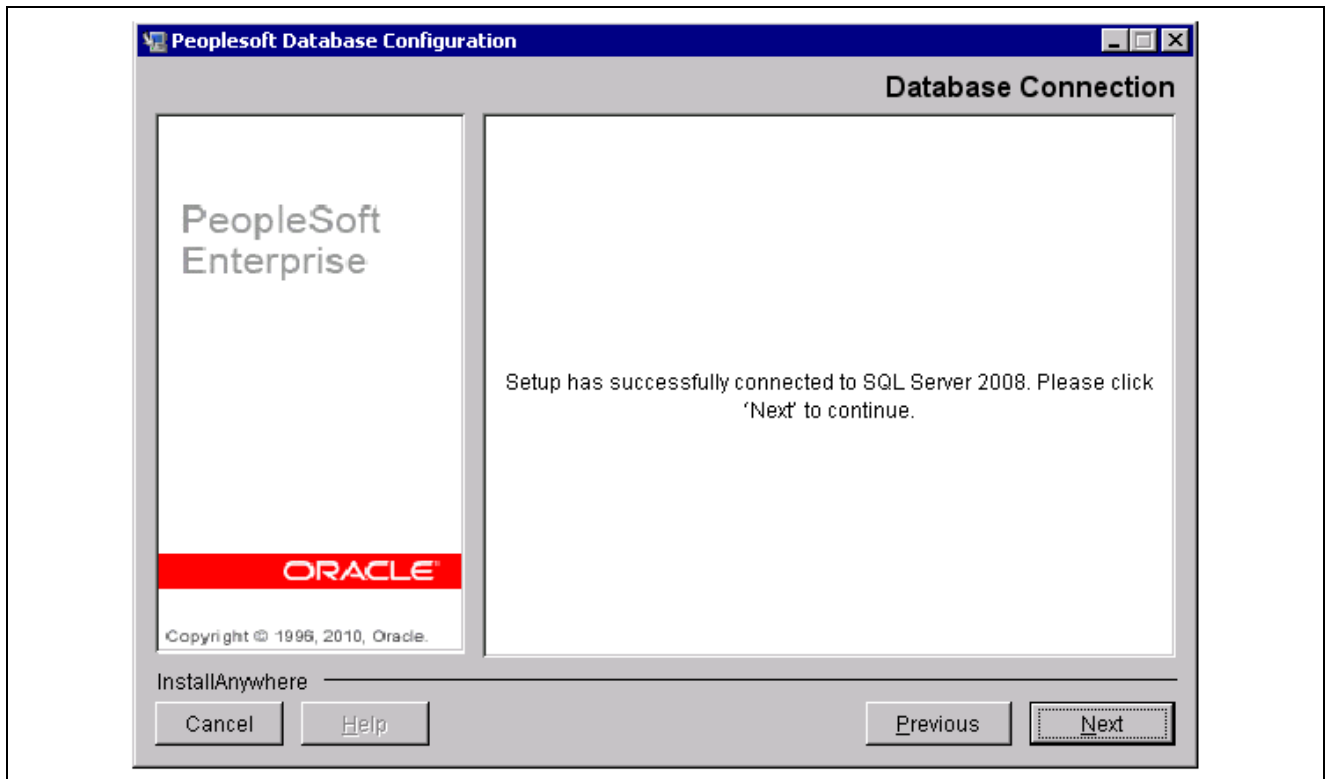 Peoplesoft Database Configuration
Database Connection
PeopleSoft
Enterprise
Setup has successfully connected to SQL Server 2008. Please click
‘Next’ to continue.
ORACLE®
Copyright © 1996, 2010, Oracle.
InstallAnywhere
Cancel
Help
Previous
Next